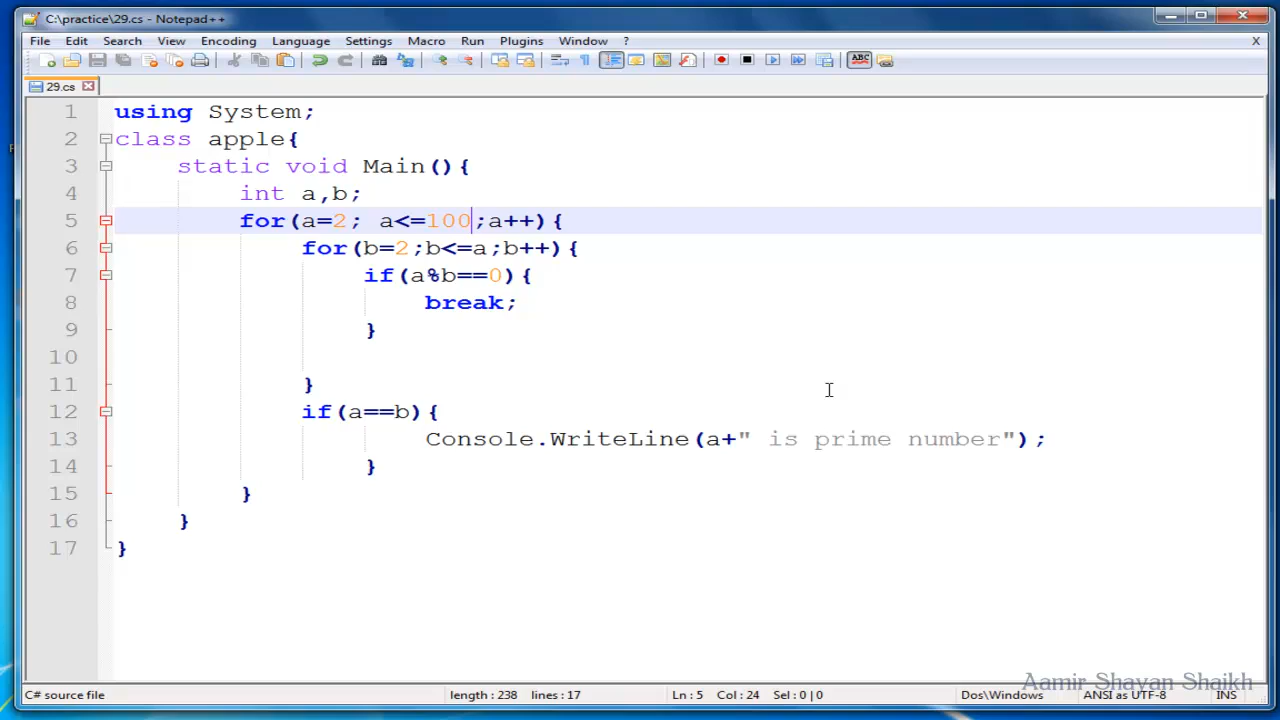 C:\practice\29.cs - Notepad++
File Edit Search View Encoding Language Settings Macro Run Plugins Window ? X
ABC
29.cs
1 using System;
2 class apple{
3 static void Main(){
4 int a,b;
5 for(a=2; a<=100;a++){
6 for(b=2;b<=a;b++){
7 if(a%b==0){
8 break;
9 }
10
11 }
12 if(a==b){
13 Console.WriteLine(a+" is prime number");
14 }
15 }
16 }
17 }
Aamir Shayan Shaikh
C# source file length : 238 lines : 17 Ln : 5 Col : 24 Sel : 0 | 0 Dos\Windows ANSI as UTF-8 INS